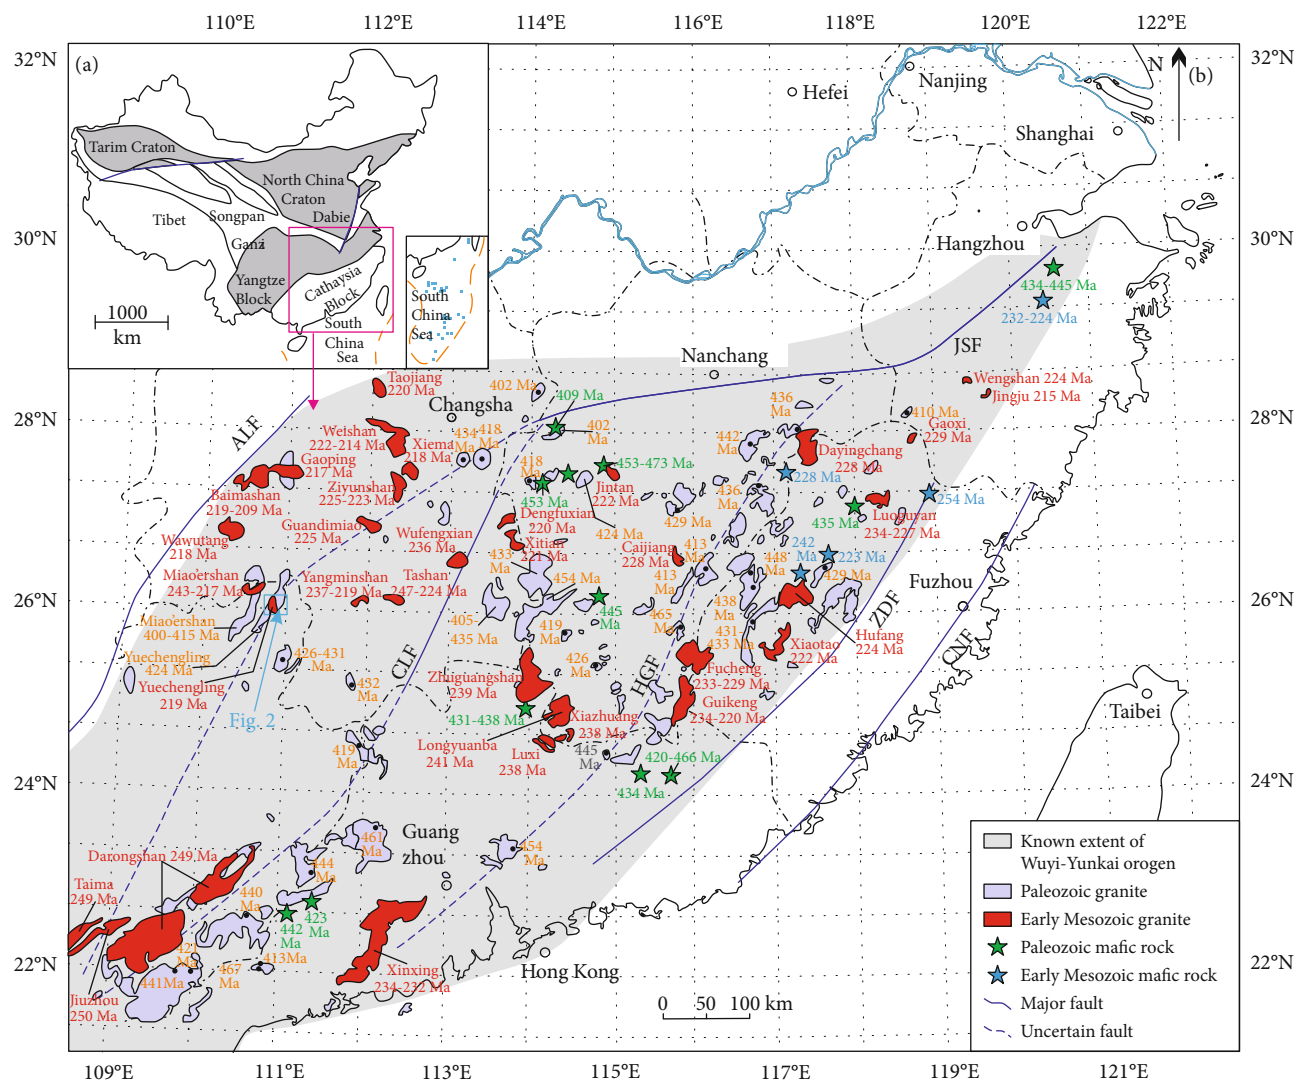 110°E
112°E
114°E
116°E
118°E
120°E
122°E
32°N
32°N
(a)
Tarim Craton
North China
Craton
Dabie
Tibet
Songpan
Ganzi
Yangtze
Block
Cathaysia
Block
South
China
Sea
South
China
Sea
1000
km
N
(b)
Hefei
Nanjing
Shanghai
30°N
30°N
Hangzhou
434-445 Ma
232-224 Ma
JSF
Nanchang
Wengshan 224 Ma
Jingju 215 Ma
Taojiang
220 Ma
402 Ma
409 Ma
Changsha
28°N
28°N
ALF
436
Ma
410 Ma
Gaoxi
229 Ma
Weishan
222-214 Ma
Xiema
218 Ma
434
418
Ma
402
Ma
442
Ma
Dayingchang
228 Ma
Gaoping
217 Ma
418
Ma
453-473 Ma
228 Ma
Ziyunshan
225-223 Ma
Jintan
222 Ma
436
Ma
254 Ma
Baimashan
219-209 Ma
453 Ma
Dengfuxian
220 Ma
424 Ma
429 Ma
435 Ma
Luoguyan
234-227 Ma
Guandimiao
225 Ma
Wufengxian
236 Ma
Wawutang
218 Ma
Xitian
221 Ma
Caijiang
228 Ma
413
Ma
242
Ma
223 Ma
448
Ma
429 Ma
433
Ma
454 Ma
413
Ma
Miaoershan
243-217 Ma
Yangminshan
237-219 Ma
Tashan
247-224 Ma
Fuzhou
26°N
26°N
438
Ma
445
Ma
405-
435 Ma
419
Ma
465
Ma
431-
433 Ma
ZDF
Miaoershan
400-415 Ma
Hufang
224 Ma
Xiaotao
222 Ma
CNF
Yuechengling
424 Ma
426-431
Ma
CLF
426
Ma
HGF
Fucheng
233-229 Ma
Yuechengling
219 Ma
432
Ma
Zhuguangshan
239 Ma
Guikeng
234-220 Ma
Taibei
Fig. 2
431-438 Ma
Xiazhuang
238 Ma
419
Ma
Longyuanba
241 Ma
Luxi
238 Ma
445
Ma
420-466 Ma
24°N
24°N
434 Ma
461
Ma
Guang
zhou
454
Ma
Darongshan 249 Ma
444
Ma
Taima
249 Ma
440
Ma
442
Ma
423
Ma
421
Ma
413Ma
441Ma
467
Ma
22°N
22°N
Xinxing
234-232 Ma
Hong Kong
Jiuzhou
250 Ma
0 50 100 km
Known extent of
Wuyi-Yunkai orogen
Paleozoic granite
Early Mesozoic granite
Paleozoic mafic rock
Early Mesozoic mafic rock
Major fault
Uncertain fault
109°E
111°E
113°E
115°E
117°E
119°E
121°E